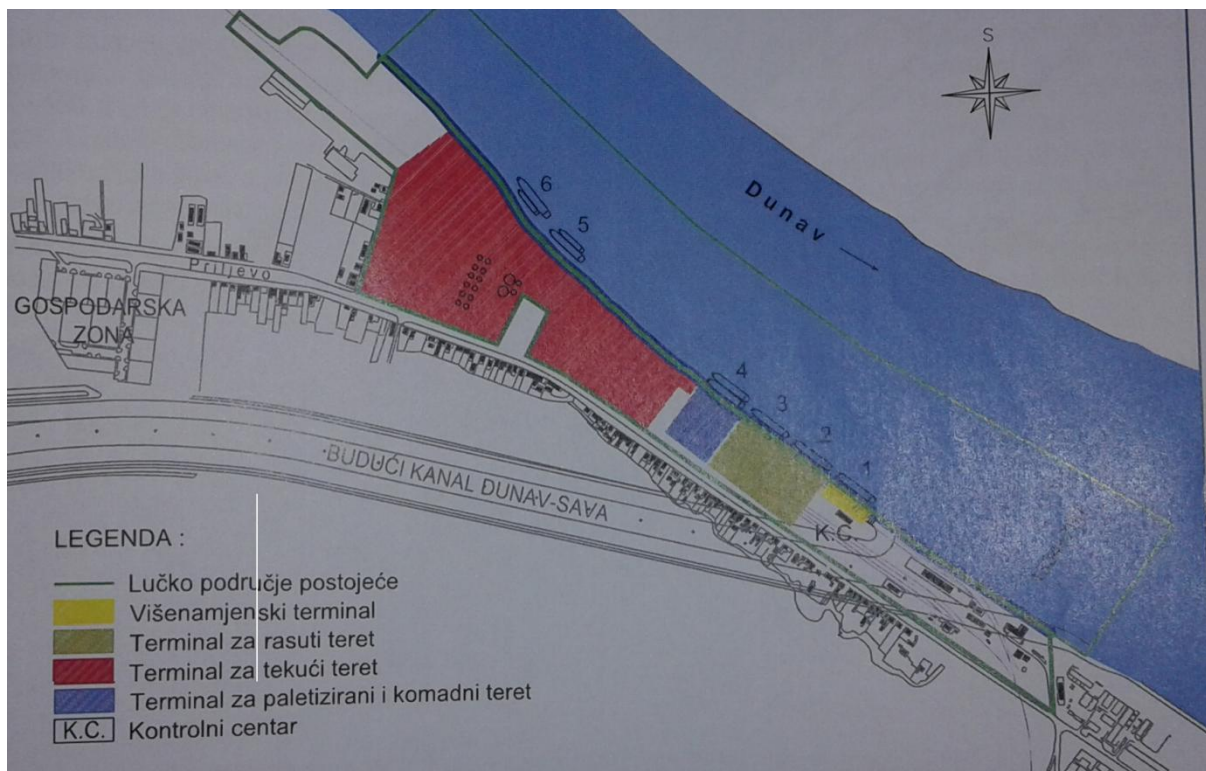 S
Dunav
6
5
Priljevo
GOSPODARSKA
ZONA
4
3
2
1
BUDUĆI KANAL DUNAV-SAVA
K.C.
LEGENDA :
Lučko područje postojeće
Višenamjenski terminal
Terminal za rasuti teret
Terminal za tekući teret
Terminal za paletizirani i komadni teret
K.C. Kontrolni centar